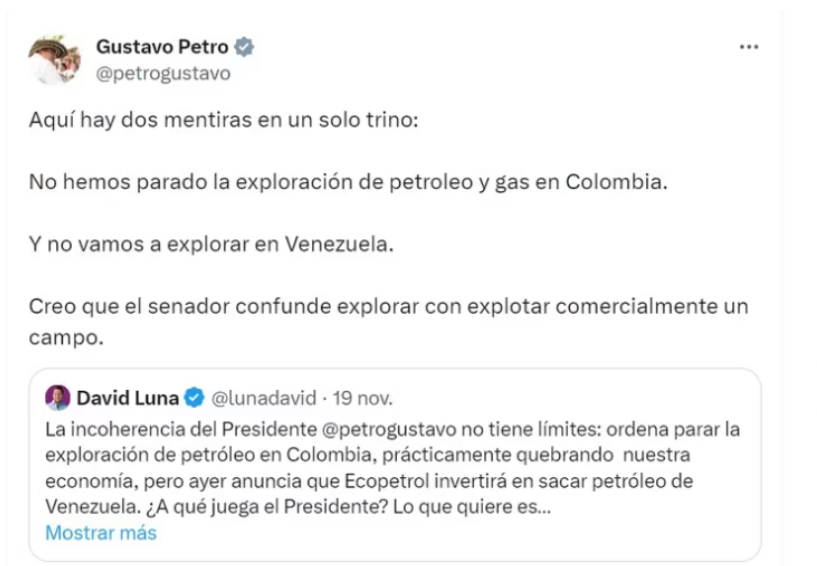 Gustavo Petro
@petrogustavo
Aquí hay dos mentiras en un solo trino:
No hemos parado la exploración de petroleo y gas en Colombia.
Y no vamos a explorar en Venezuela.
Creo que el senador confunde explorar con explotar comercialmente un
campo.
David Luna @lunadavid · 19 nov.
La incoherencia del Presidente @petrogustavo no tiene límites: ordena parar la
exploración de petróleo en Colombia, prácticamente quebrando nuestra
economía, pero ayer anuncia que Ecopetrol invertirá en sacar petróleo de
Venezuela. ¿A qué juega el Presidente? Lo que quiere es...
Mostrar más